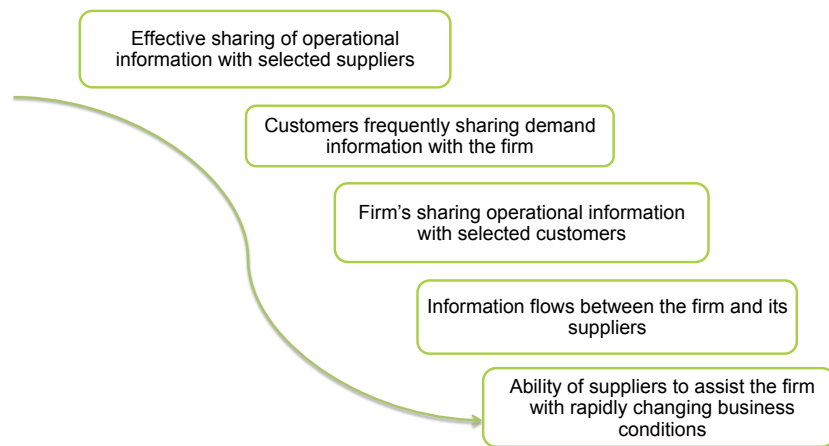 Effective sharing of operational
information with selected suppliers
Customers frequently sharing demand
information with the firm
Firm's sharing operational information
with selected customers
Information flows between the firm and its
suppliers
Ability of suppliers to assist the firm
with rapidly changing business
conditions